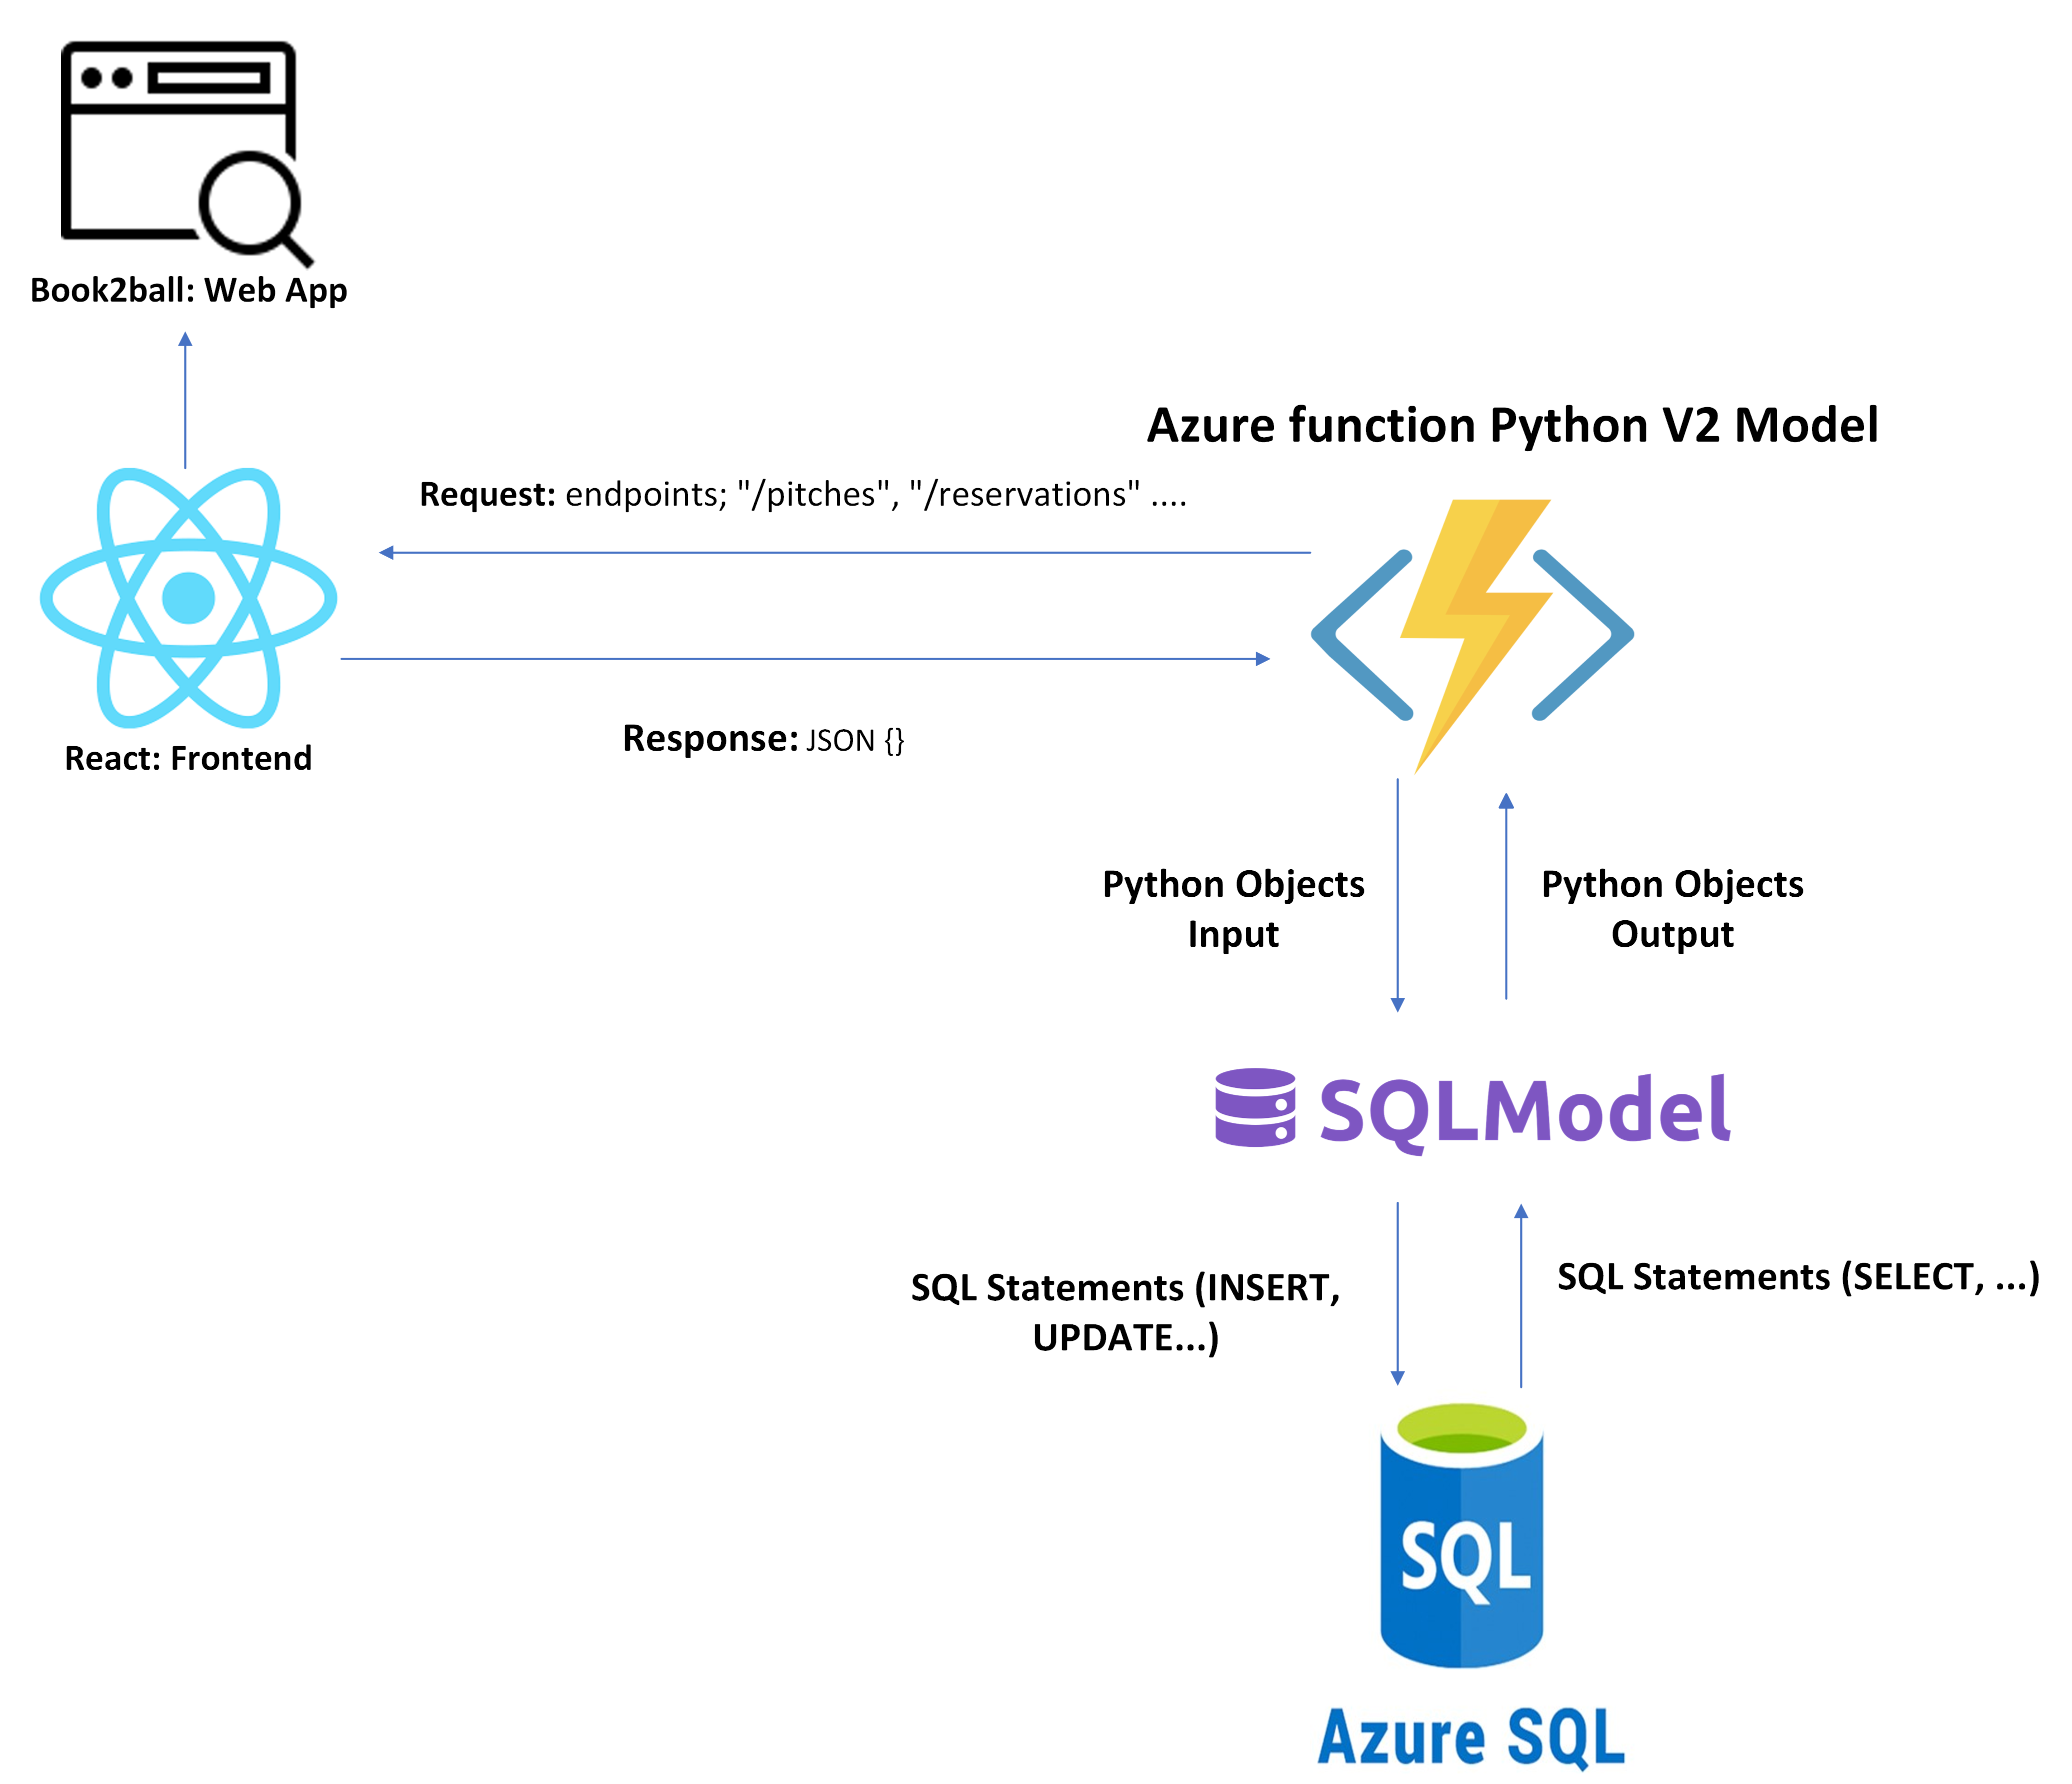 Book2ball: Web App
Azure function Python V2 Model
Request: endpoints; "/pitches", "/reservations" ....
Response: JSON {}
React: Frontend
Python Objects
Input
Python Objects
Output
SQLModel
SQL Statements (INSERT,
UPDATE...)
SQL Statements (SELECT, ...)
SQL
Azure SQL